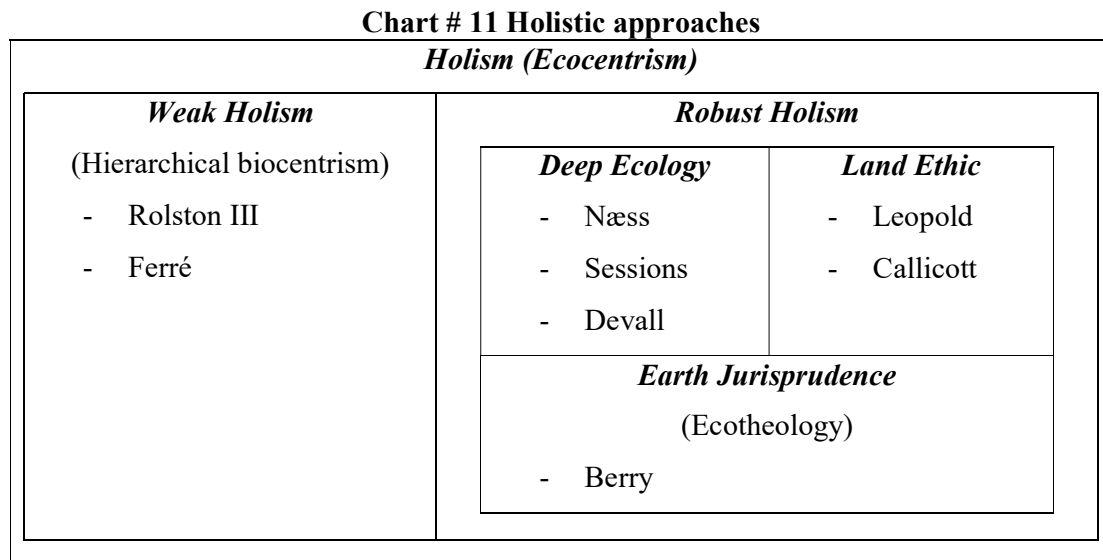 Chart # 11 Holistic approaches
Holism (Ecocentrism)
Weak Holism
(Hierarchical biocentrism)
- Rolston III
- Ferré
Robust Holism
Deep Ecology
- Næss
- Sessions
- Devall
Land Ethic
- Leopold
- Callicott
Earth Jurisprudence
(Ecotheology)
- Berry